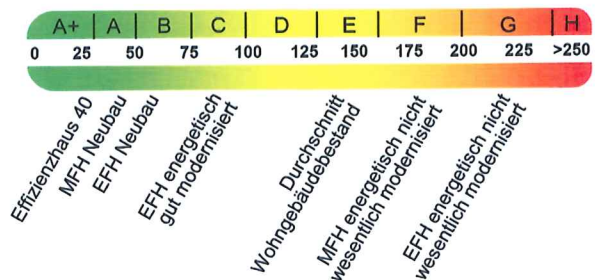 A+ A B C D E F G H
0 25 50 75 100 125 150 175 200 225 >250
Effizienzhaus 40
MFH Neubau
EFH Neubau
EFH energetisch
gut modernisiert
Durchschnitt
Wohngebäudebestand
MFH energetisch nicht
wesentlich modernisiert
EFH energetisch nicht
wesentlich modernisiert